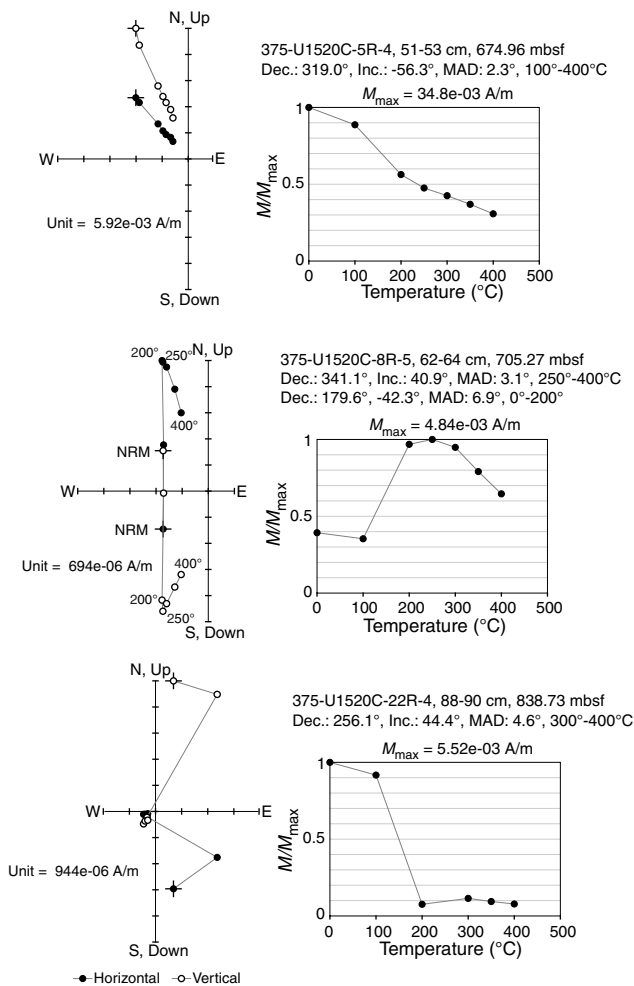 N, Up
W
E
Unit = 5.92e-03 A/m
S, Down
375-U1520C-5R-4, 51-53 cm, 674.96 mbsf
Dec.: 319.0°, Inc.: -56.3°, MAD: 2.3°, 100°-400°C
Mmax = 34.8e-03 A/m
M/Mmax
1
0.5
0
0 100 200 300 400 500
Temperature (°C)
200° 250° N, Up
400°
NRM
W
E
NRM
Unit = 694e-06 A/m
400°
200°
250°
S, Down
375-U1520C-8R-5, 62-64 cm, 705.27 mbsf
Dec.: 341.1°, Inc.: 40.9°, MAD: 3.1°, 250°-400°C
Dec.: 179.6°, -42.3°, MAD: 6.9°, 0°-200°
Mmax = 4.84e-03 A/m
M/Mmax
1
0.5
0
0 100 200 300 400 500
Temperature (°C)
N, Up
W
E
Unit = 944e-06 A/m
S, Down
375-U1520C-22R-4, 88-90 cm, 838.73 mbsf
Dec.: 256.1°, Inc.: 44.4°, MAD: 4.6°, 300°-400°C
Mmax = 5.52e-03 A/m
M/Mmax
1
0.5
0
0 100 200 300 400 500
Temperature (°C)
Horizontal Vertical